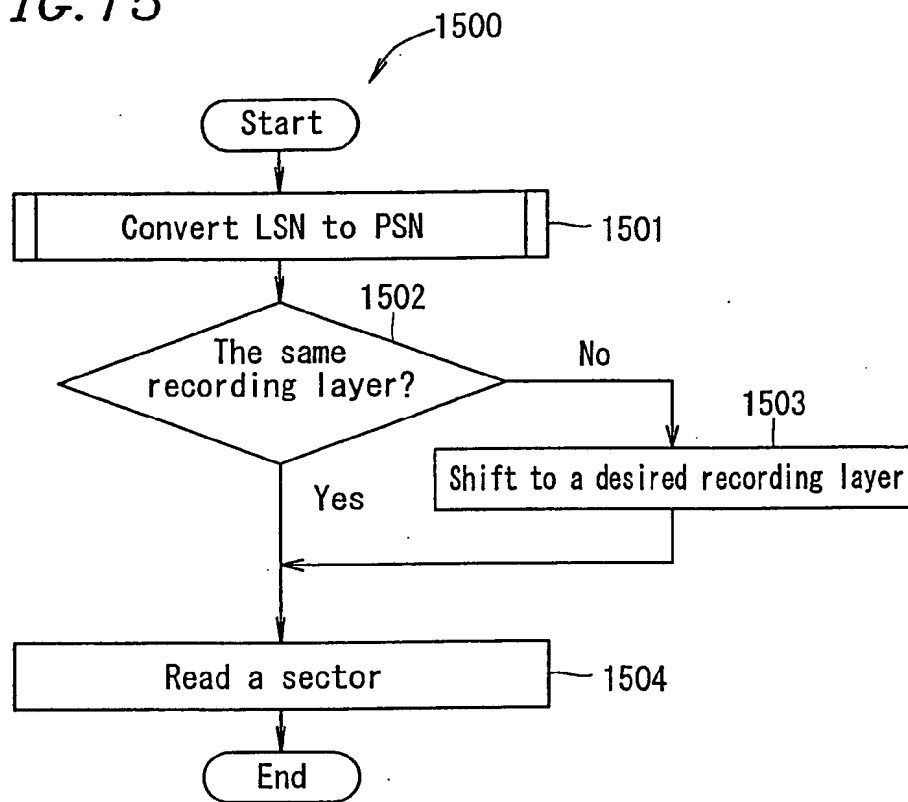 IG. 15
1500
Start
Convert LSN to PSN
1501
1502
The same
recording layer?
No
1503
Shift to a desired recording layer
Yes
Read a sector
1504
End